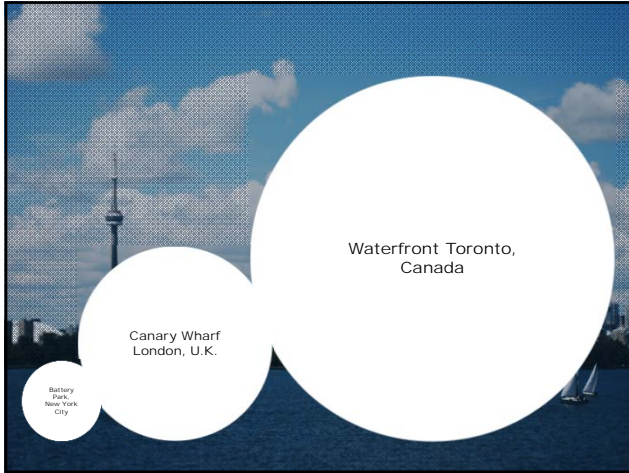 Waterfront Toronto,
Canada
Canary Wharf
London, U.K.
Battery
Park,
New York
City